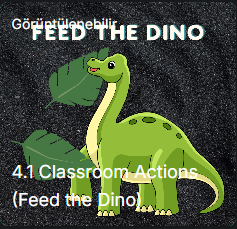 Görüntülenebilir
FEED THE DINO
4.1 Classroom Actions
(Feed the Dino)